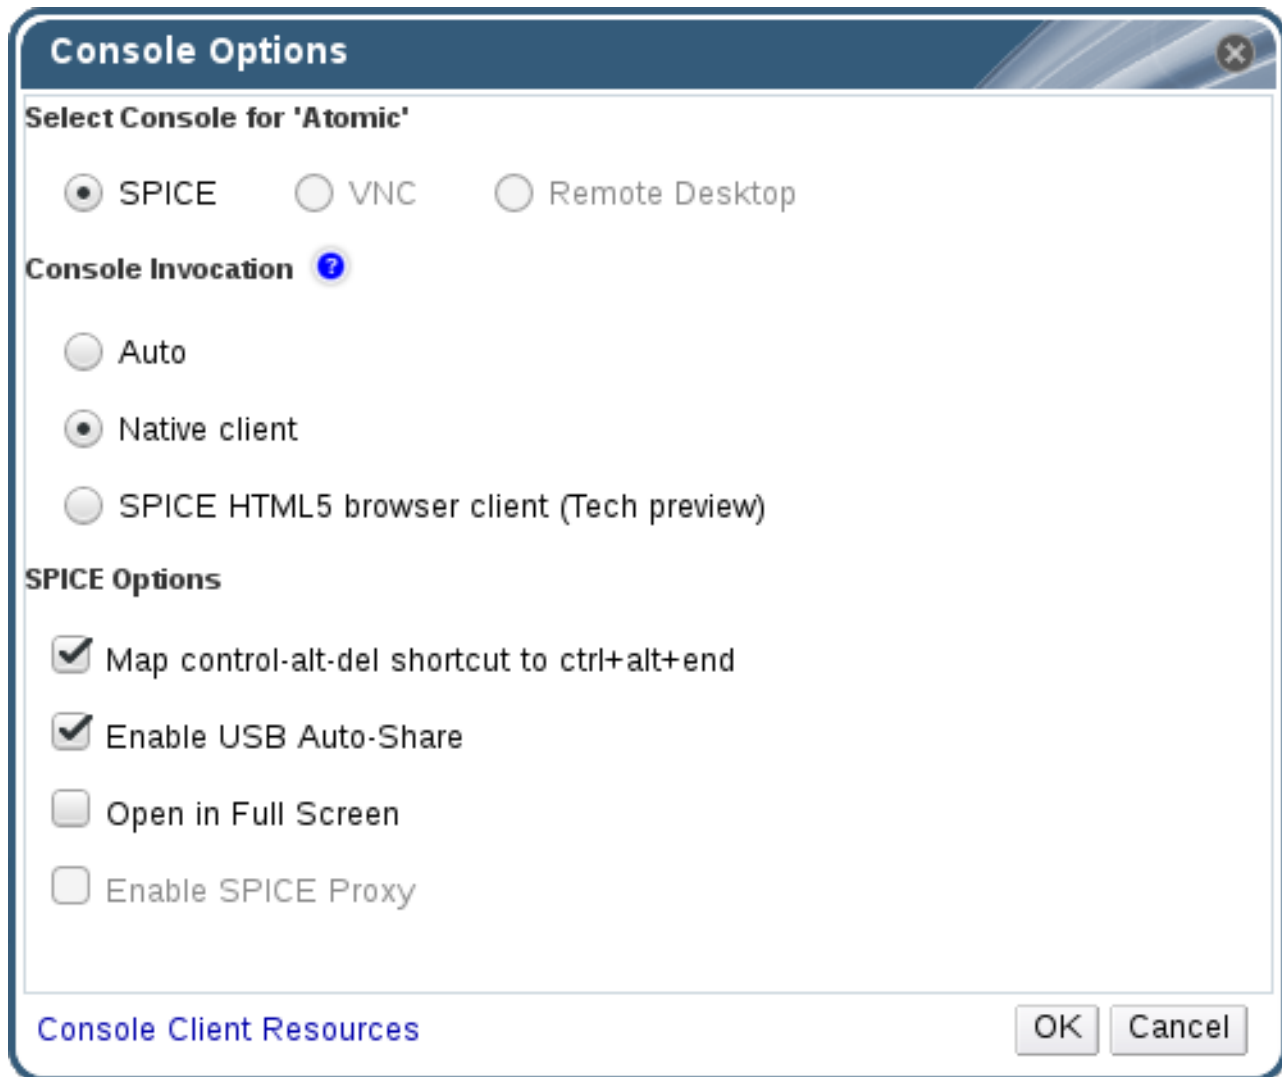 Console Options
Select Console for 'Atomic'
SPICE VNC Remote Desktop
Console Invocation ?
Auto
Native client
SPICE HTML5 browser client (Tech preview)
SPICE Options
Map control-alt-del shortcut to ctrl+alt+end
Enable USB Auto-Share
Open in Full Screen
Enable SPICE Proxy
Console Client Resources OK Cancel